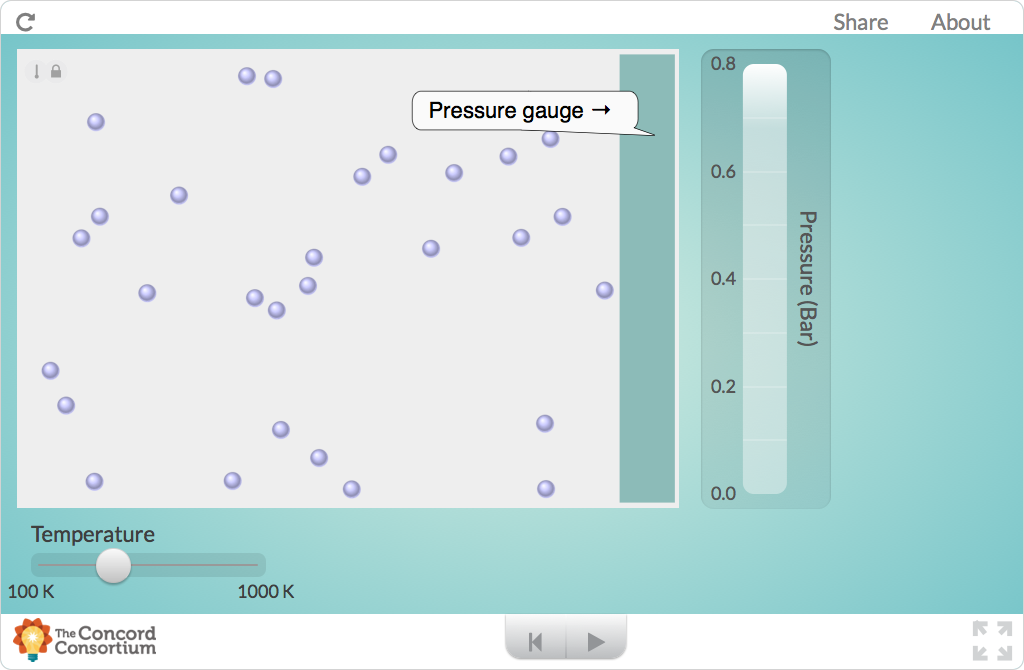 Share About
Pressure gauge →
0.8
0.6
0.4
0.2
0.0
Pressure (Bar)
Temperature
100 K 1000 K
The Concord
Consortium